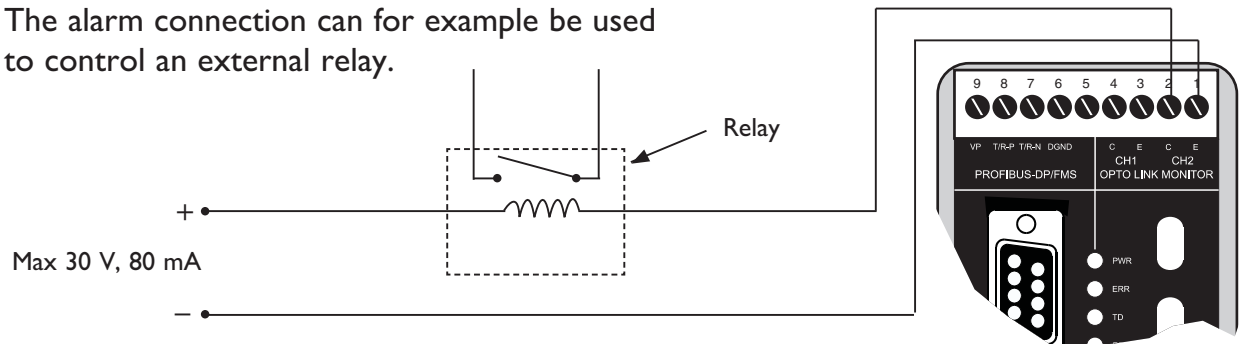 The alarm connection can for example be used
to control an external relay.
Relay
+
Max 30 V, 80 mA
−
9 8 7 6 5 4 3 2 1
VP T/R-P T/R-N DGND C E C E
CH1 CH2
PROFIBUS-DP/FMS OPTO LINK MONITOR
PWR
ERR
TD